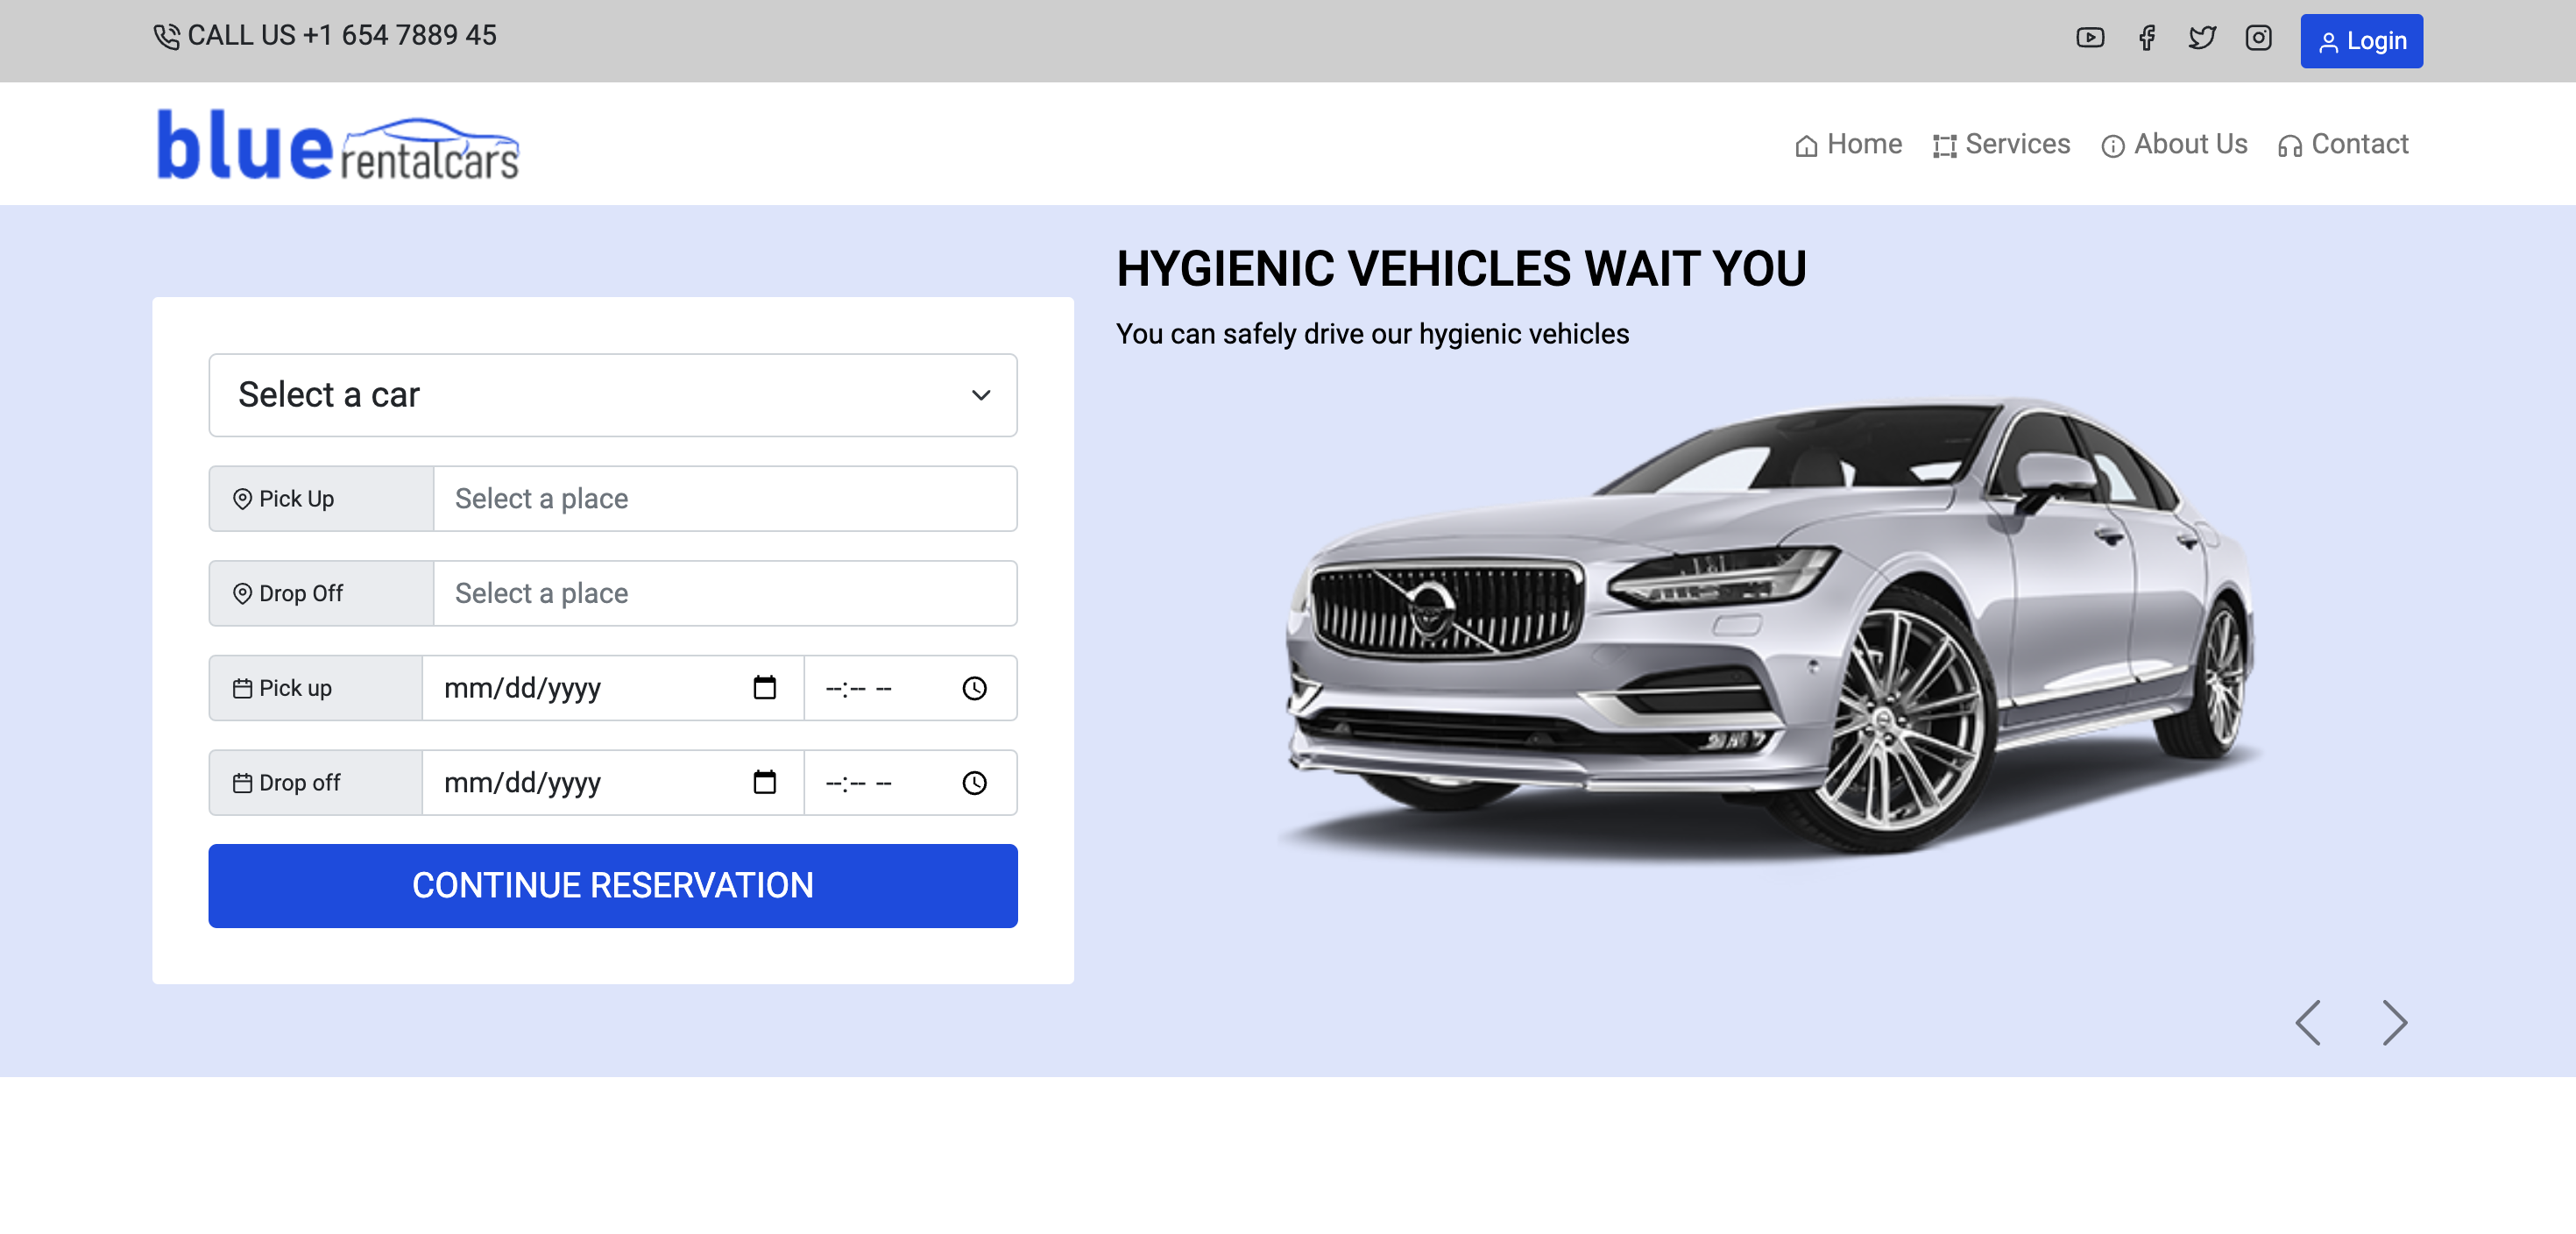 CALL US +1 654 7889 45
Login
blue rentalcars
Home Services About Us Contact
HYGIENIC VEHICLES WAIT YOU
You can safely drive our hygienic vehicles
Select a car
Pick Up Select a place
Drop Off Select a place
Pick up mm/dd/yyyy --:-- --
Drop off mm/dd/yyyy --:-- --
CONTINUE RESERVATION